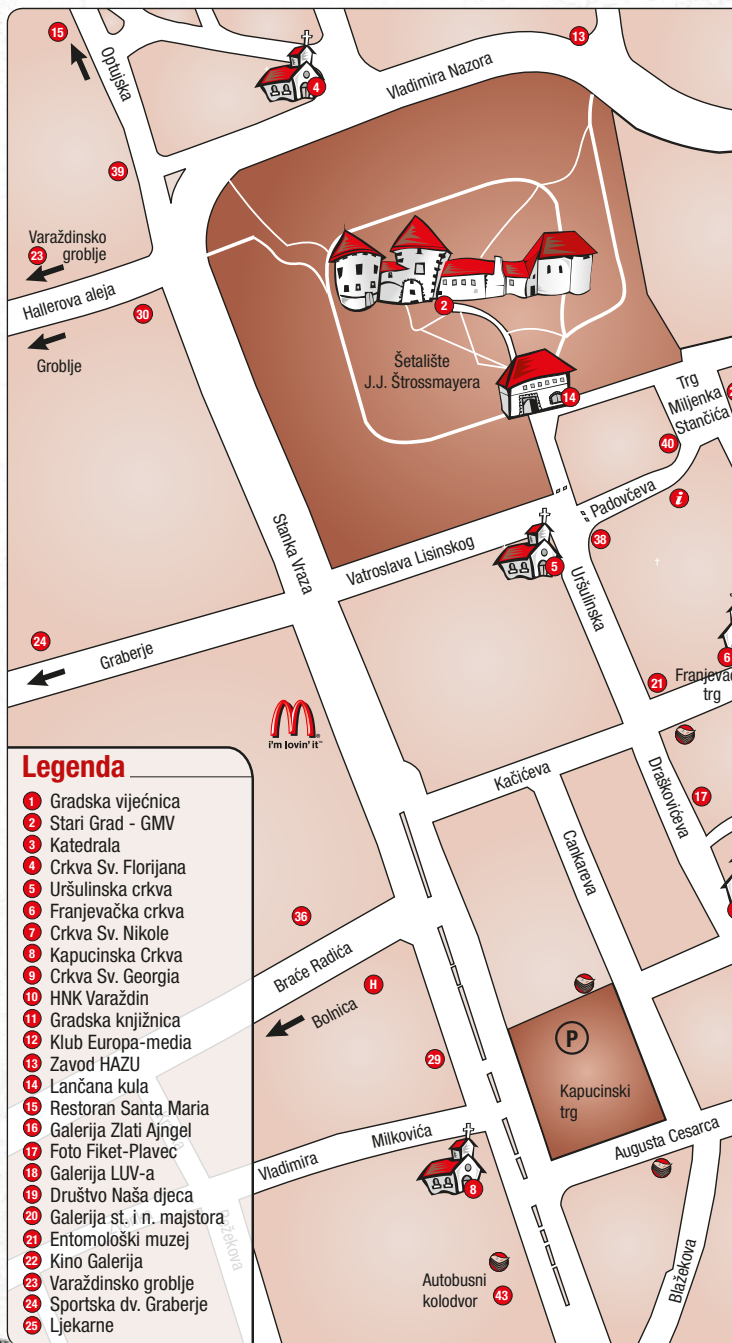 15
Optujska
4
Vladimira Nazora
13
39
Varaždinsko
groblje
23
Hallerova aleja
30
Groblje
2
Šetalište
J.J. Štrossmayera
14
Trg
Miljenka
Stančića
40
Padovčeva
i
38
Stanka Vraza
Vatroslava Lisinskog
5
Uršulinska
24
Graberje
6
21
Franjevač
trg
i'm lovin' it™
Kačićeva
Draškovićeva
17
Cankareva
36
Braće Radića
H
Bolnica
29
P
Kapucinski
trg
Vladimira Milkovića
Augusta Cesarca
8
Autobusni
kolodvor
43
Blažekova
Legenda
1 Gradska vijećnica
2 Stari Grad - GMV
3 Katedrala
4 Crkva Sv. Florijana
5 Uršulinska crkva
6 Franjevačka crkva
7 Crkva Sv. Nikole
8 Kapucinska Crkva
9 Crkva Sv. Georgia
10 HNK Varaždin
11 Gradska knjižnica
12 Klub Europa-media
13 Zavod HAZU
14 Lančana kula
15 Restoran Santa Maria
16 Galerija Zlati Ajngel
17 Foto Fiket-Plavec
18 Galerija LUV-a
19 Društvo Naša djeca
20 Galerija st. i n. majstora
21 Entomološki muzej
22 Kino Galerija
23 Varaždinsko groblje
24 Sportska dv. Graberje
25 Ljekarne